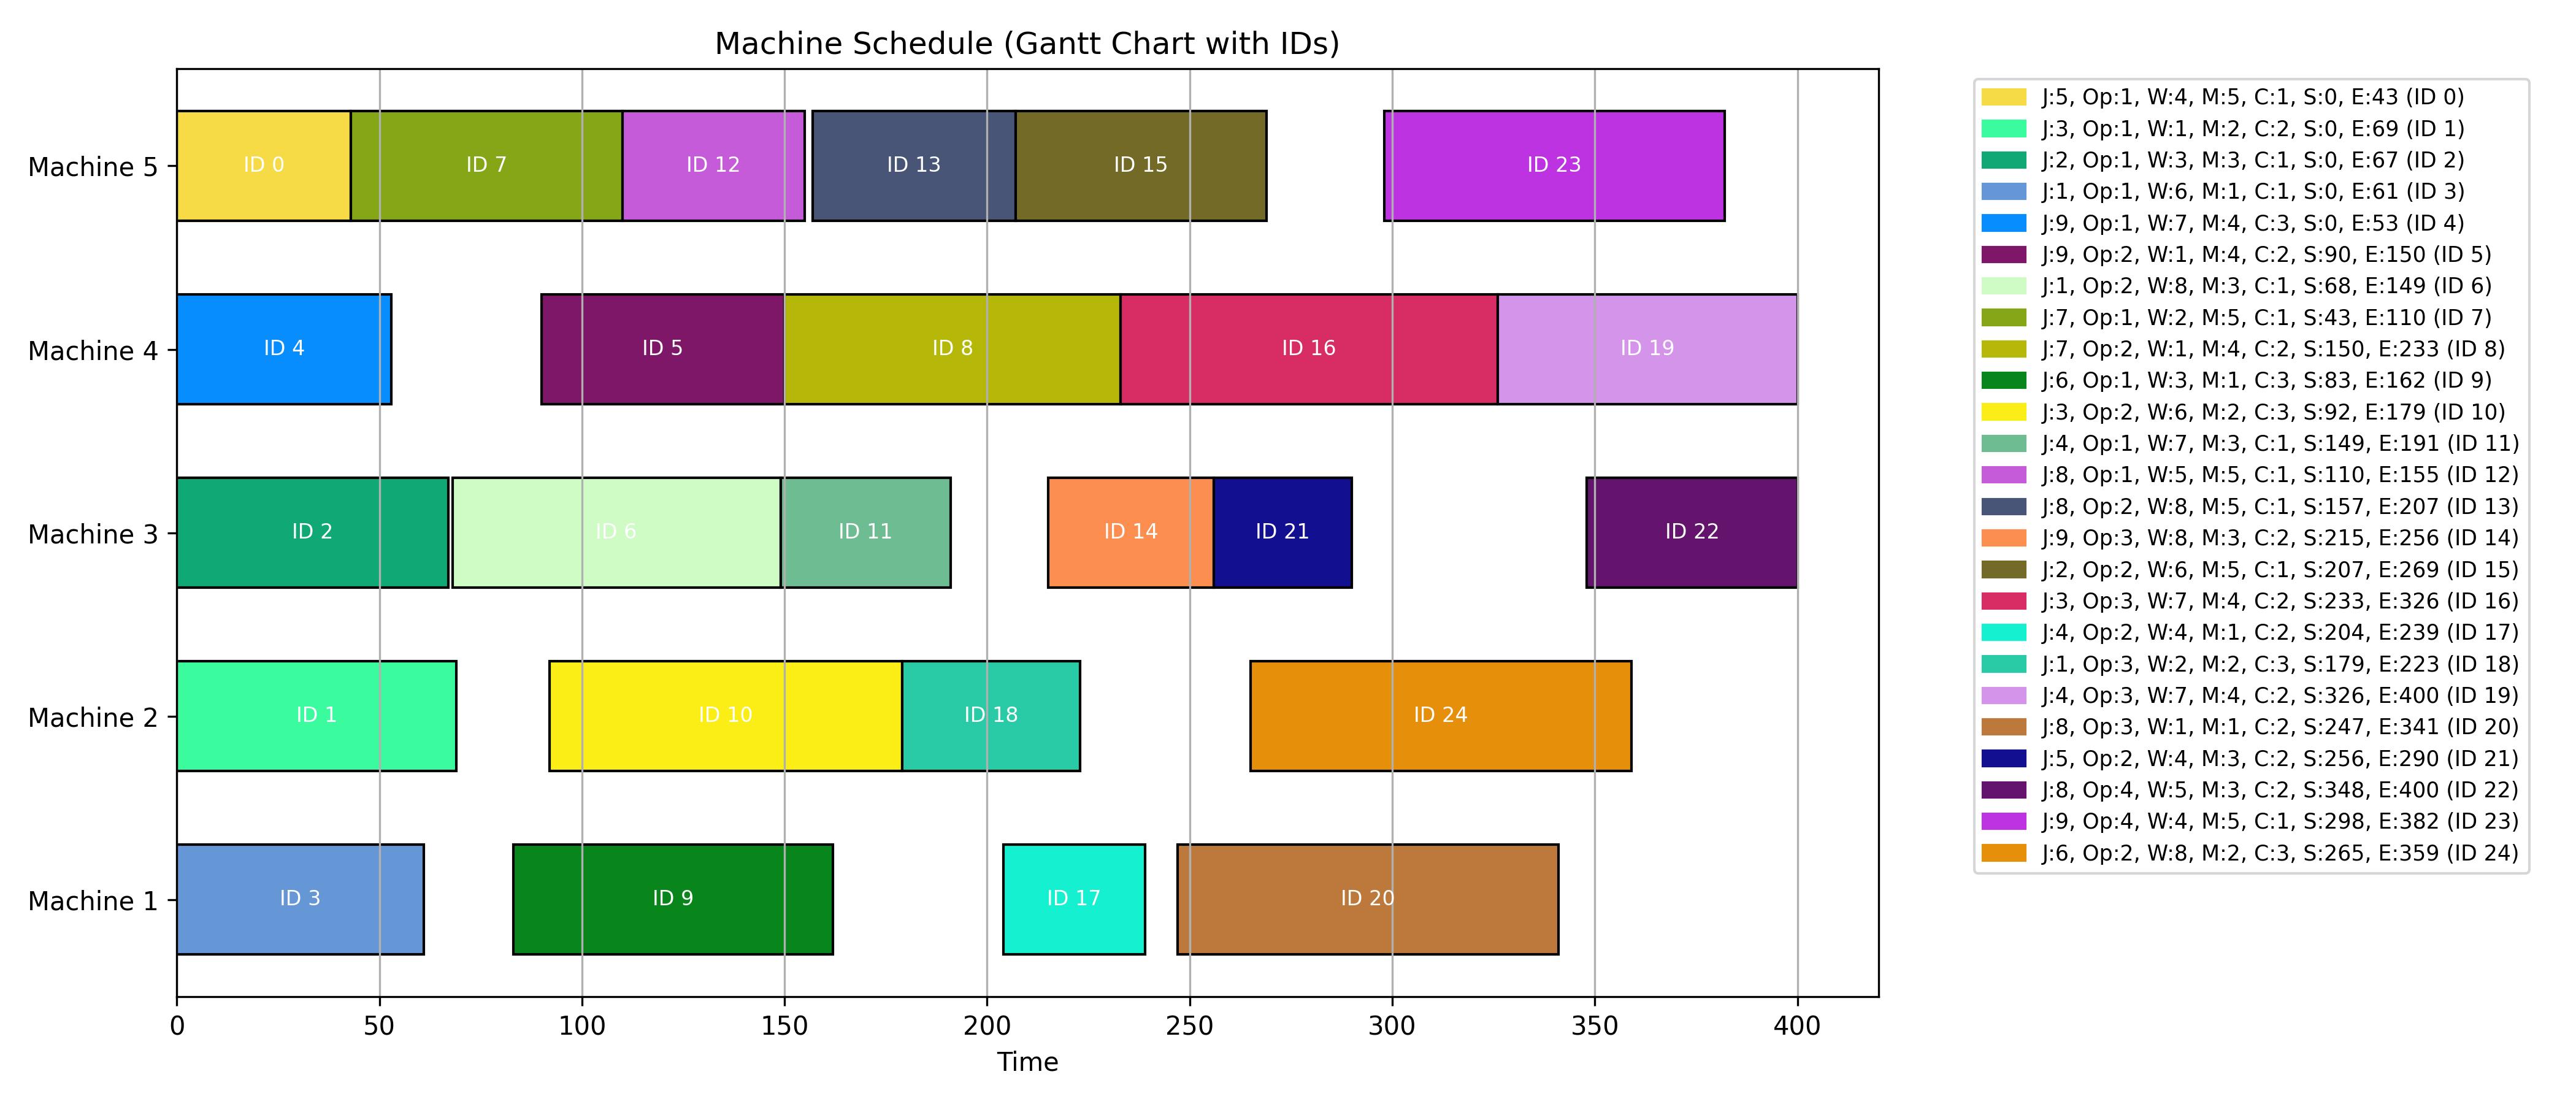 Machine Schedule (Gantt Chart with IDs)
Machine 5
ID 0
ID 7
ID 12
ID 13
ID 15
ID 23
Machine 4
ID 4
ID 5
ID 8
ID 16
ID 19
Machine 3
ID 2
ID 6
ID 11
ID 14
ID 21
ID 22
Machine 2
ID 1
ID 10
ID 18
ID 24
Machine 1
ID 3
ID 9
ID 17
ID 20
0 50 100 150 200 250 300 350 400
Time
J:5, Op:1, W:4, M:5, C:1, S:0, E:43 (ID 0)
J:3, Op:1, W:1, M:2, C:2, S:0, E:69 (ID 1)
J:2, Op:1, W:3, M:3, C:1, S:0, E:67 (ID 2)
J:1, Op:1, W:6, M:1, C:1, S:0, E:61 (ID 3)
J:9, Op:1, W:7, M:4, C:3, S:0, E:53 (ID 4)
J:9, Op:2, W:1, M:4, C:2, S:90, E:150 (ID 5)
J:1, Op:2, W:8, M:3, C:1, S:68, E:149 (ID 6)
J:7, Op:1, W:2, M:5, C:1, S:43, E:110 (ID 7)
J:7, Op:2, W:1, M:4, C:2, S:150, E:233 (ID 8)
J:6, Op:1, W:3, M:1, C:3, S:83, E:162 (ID 9)
J:3, Op:2, W:6, M:2, C:3, S:92, E:179 (ID 10)
J:4, Op:1, W:7, M:3, C:1, S:149, E:191 (ID 11)
J:8, Op:1, W:5, M:5, C:1, S:110, E:155 (ID 12)
J:8, Op:2, W:8, M:5, C:1, S:157, E:207 (ID 13)
J:9, Op:3, W:8, M:3, C:2, S:215, E:256 (ID 14)
J:2, Op:2, W:6, M:5, C:1, S:207, E:269 (ID 15)
J:3, Op:3, W:7, M:4, C:2, S:233, E:326 (ID 16)
J:4, Op:2, W:4, M:1, C:2, S:204, E:239 (ID 17)
J:1, Op:3, W:2, M:2, C:3, S:179, E:223 (ID 18)
J:4, Op:3, W:7, M:4, C:2, S:326, E:400 (ID 19)
J:8, Op:3, W:1, M:1, C:2, S:247, E:341 (ID 20)
J:5, Op:2, W:4, M:3, C:2, S:256, E:290 (ID 21)
J:8, Op:4, W:5, M:3, C:2, S:348, E:400 (ID 22)
J:9, Op:4, W:4, M:5, C:1, S:298, E:382 (ID 23)
J:6, Op:2, W:8, M:2, C:3, S:265, E:359 (ID 24)